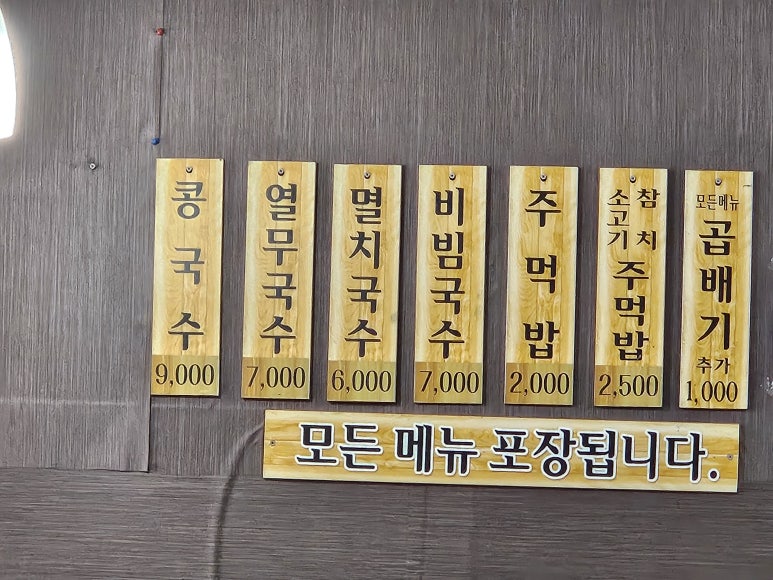 콩국수
9,000
열무국수
7,000
멸치국수
6,000
비빔국수
7,000
주먹밥
2,000
소고기
참치
주먹밥
2,500
모든메뉴
곱배기
추가
1,000
모든 메뉴 포장됩니다.